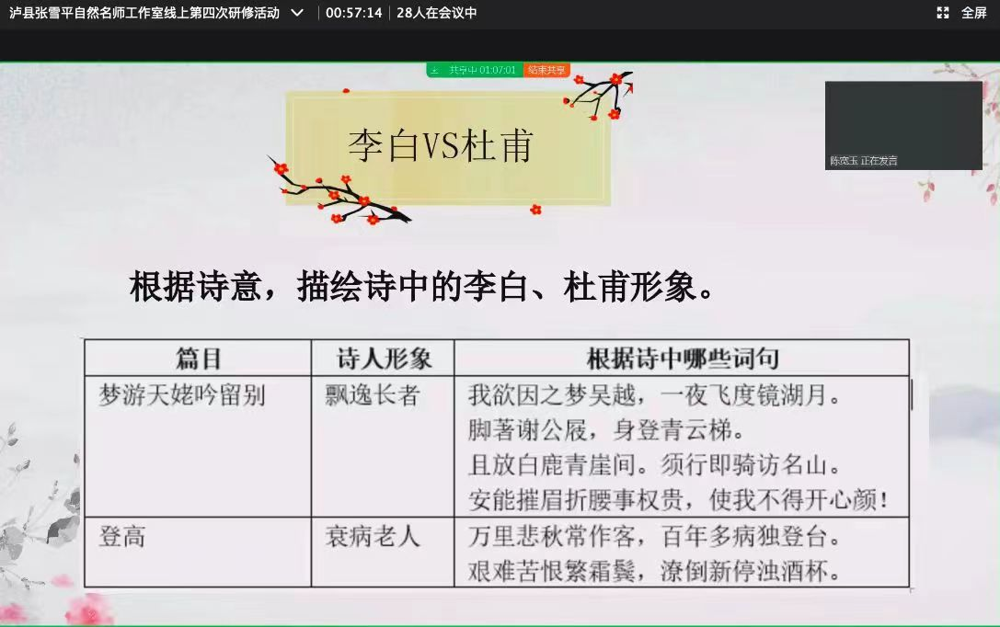 泸县张雪平自然名师工作室线上第四次研修活动 00:57:14 28人在会议中 全屏
共享中 01:07:01 结束共享
李白VS杜甫
陈宽玉 正在发言
根据诗意，描绘诗中的李白、杜甫形象。
篇目 诗人形象 根据诗中哪些词句
梦游天姥吟留别 飘逸长者 我欲因之梦吴越，一夜飞度镜湖月。
脚著谢公屐，身登青云梯。
且放白鹿青崖间。须行即骑访名山。
安能摧眉折腰事权贵，使我不得开心颜！
登高 衰病老人 万里悲秋常作客，百年多病独登台。
艰难苦恨繁霜鬓，潦倒新停浊酒杯。